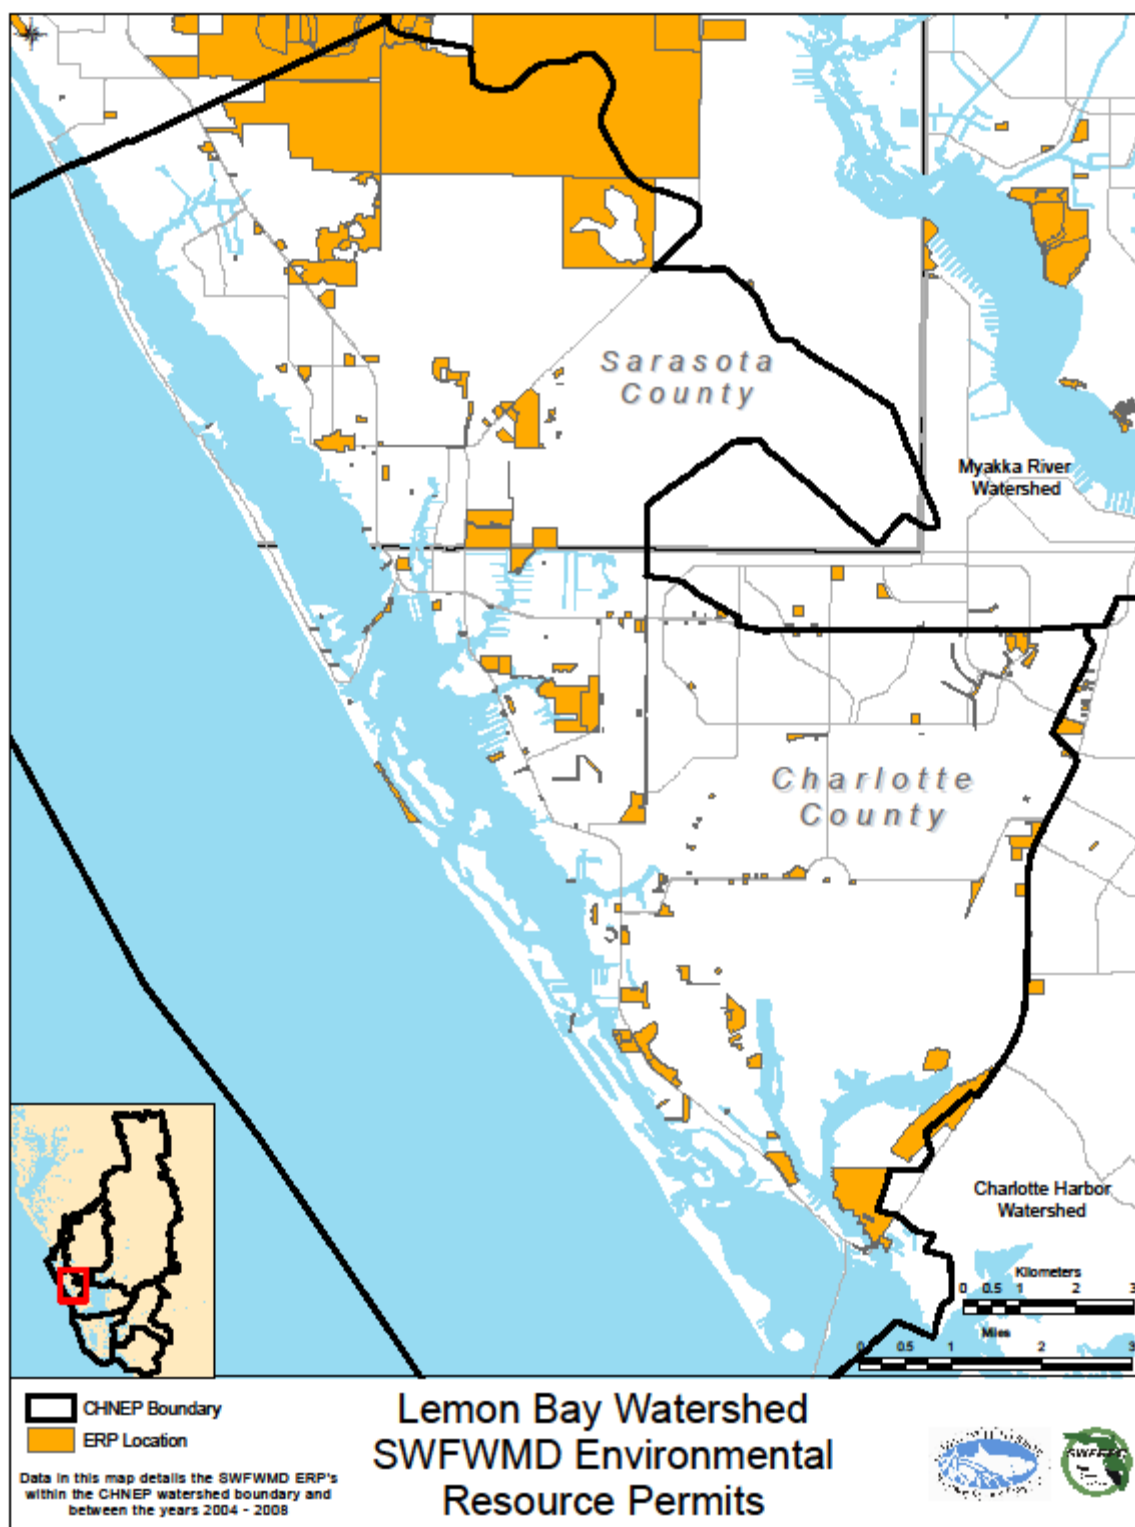 Sarasota
County
Myakka River
Watershed
Charlotte
County
Charlotte Harbor
Watershed
Kilometers
0 0.5 1 2 3
Miles
0 0.5 1 2 3
CHNEP Boundary
ERP Location
Data in this map details the SWFWMD ERP's
within the CHNEP watershed boundary and
between the years 2004 - 2008
Lemon Bay Watershed
SWFWMD Environmental
Resource Permits